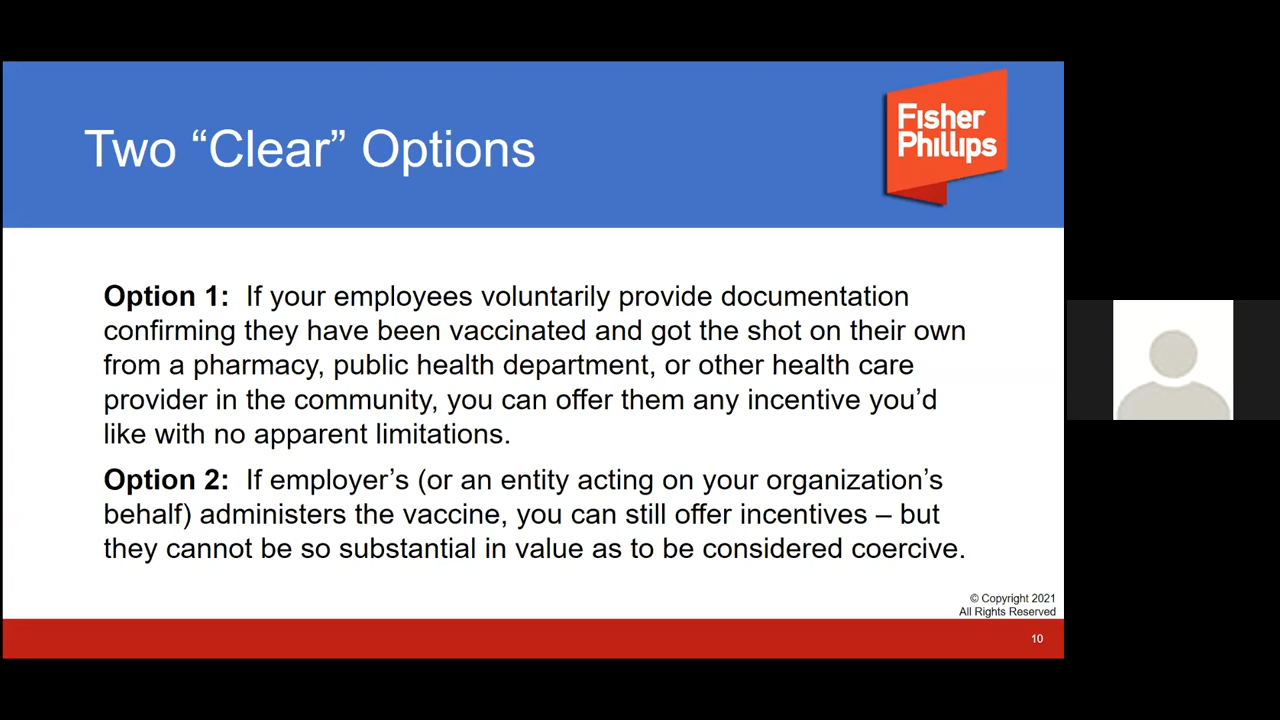 Two “Clear” Options
Fisher
Phillips
Option 1:  If your employees voluntarily provide documentation
confirming they have been vaccinated and got the shot on their own
from a pharmacy, public health department, or other health care
provider in the community, you can offer them any incentive you’d
like with no apparent limitations.
Option 2:  If employer’s (or an entity acting on your organization’s
behalf) administers the vaccine, you can still offer incentives – but
they cannot be so substantial in value as to be considered coercive.
© Copyright 2021
All Rights Reserved
10